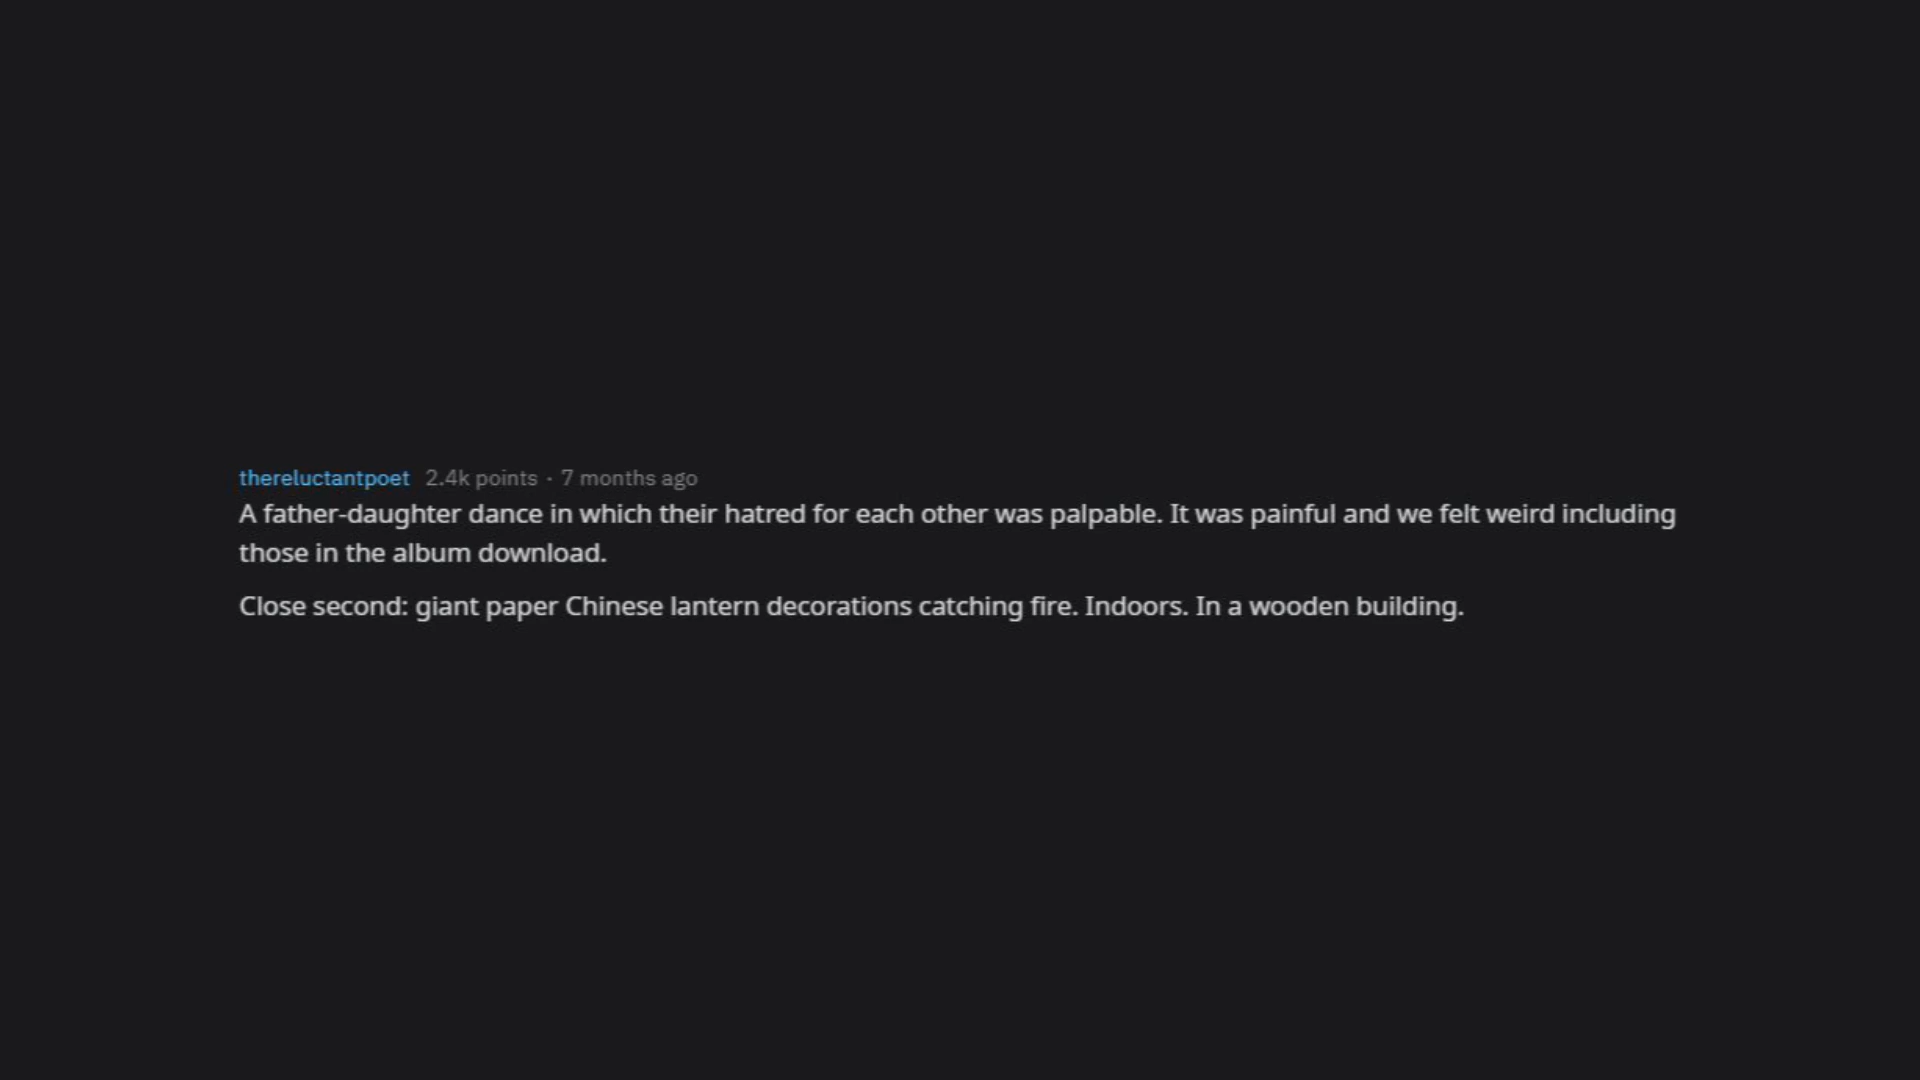 thereluctantpoet 2.4k points · 7 months ago
A father-daughter dance in which their hatred for each other was palpable. It was painful and we felt weird including
those in the album download.
Close second: giant paper Chinese lantern decorations catching fire. Indoors. In a wooden building.